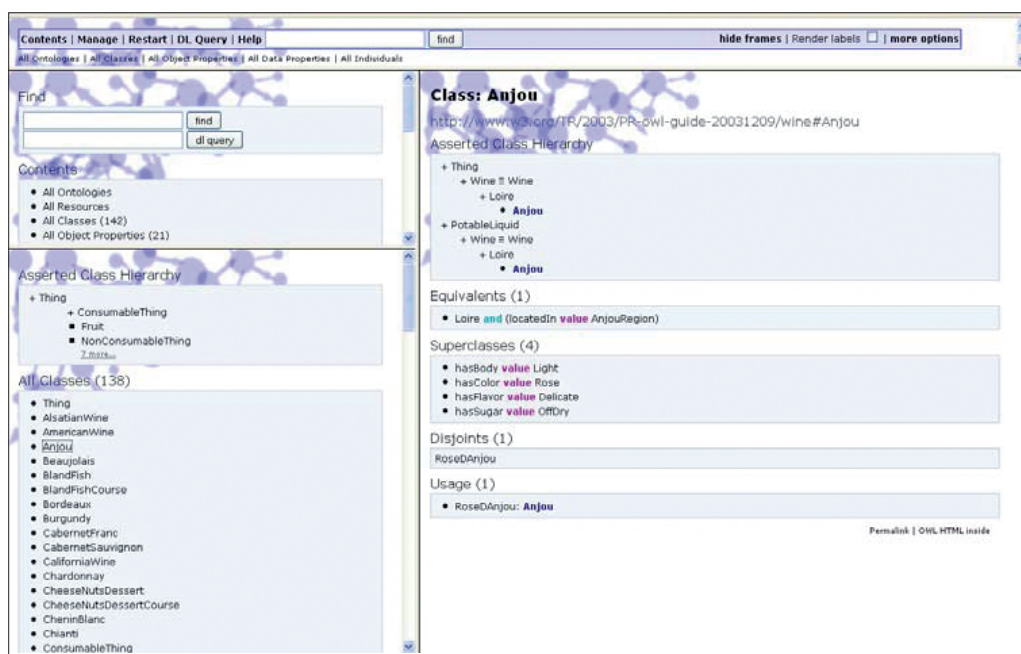 Contents | Manage | Restart | DL Query | Help find hide frames | Render labels | more options
All Ontologies | All Classes | All Object Properties | All Data Properties | All Individuals
Find
find
dl query
Contents
All Ontologies
All Resources
All Classes (142)
All Object Properties (21)
Asserted Class Hierarchy
+ Thing
+ ConsumableThing
Fruit
NonConsumableThing
7 more...
All Classes (138)
Thing
AlsatianWine
AmericanWine
Anjou
Beaujolais
BlandFish
BlandFishCourse
Bordeaux
Burgundy
CabernetFranc
CabernetSauvignon
CaliforniaWine
Chardonnay
CheeseNutsDessert
CheeseNutsDessertCourse
CheninBlanc
Chianti
ConsumableThing
Class: Anjou
http://www.w3.org/TR/2003/PR-owl-guide-20031209/wine#Anjou
Asserted Class Hierarchy
+ Thing
+ Wine ≡ Wine
+ Loire
Anjou
+ PotableLiquid
+ Wine ≡ Wine
+ Loire
Anjou
Equivalents (1)
Loire and (locatedIn value AnjouRegion)
Superclasses (4)
hasBody value Light
hasColor value Rose
hasFlavor value Delicate
hasSugar value OffDry
Disjoints (1)
RoseDAnjou
Usage (1)
RoseDAnjou: Anjou
Permalink | OWL HTML inside